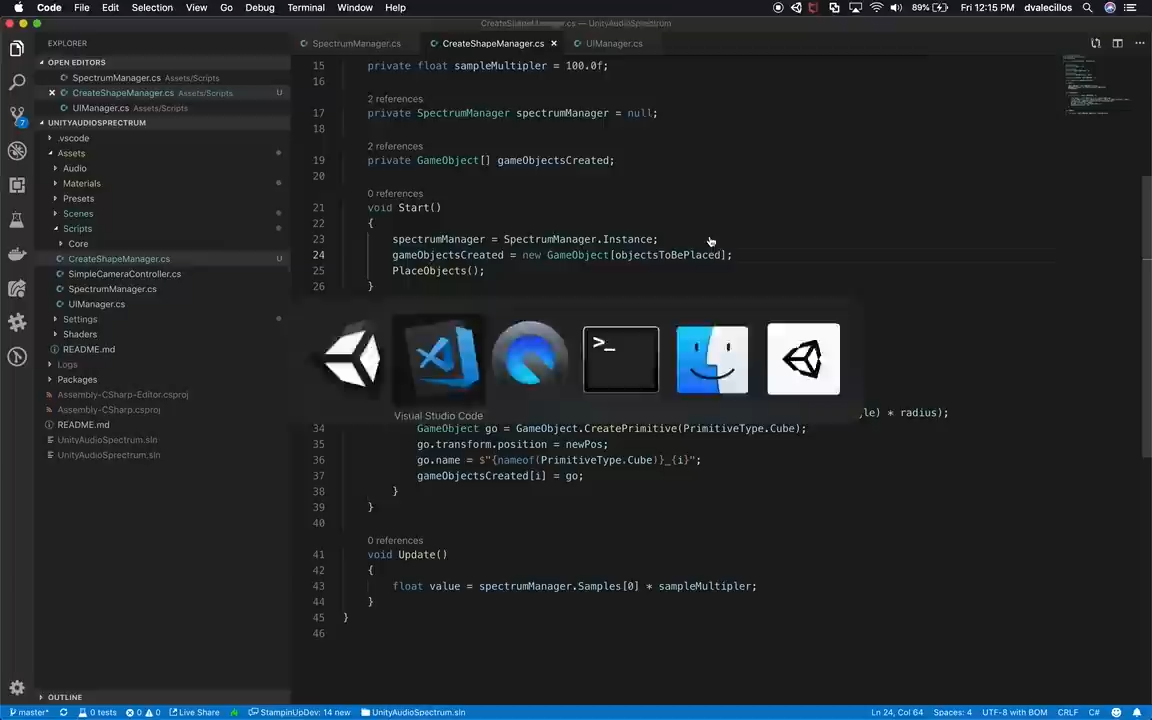 Code File Edit Selection View Go Debug Terminal Window Help 89% Fri 12:15 PM dvalecillos
CreateShapeManager.cs — UnityAudioSpectrum
EXPLORER
SpectrumManager.cs CreateShapeManager.cs × UIManager.cs
OPEN EDITORS
SpectrumManager.cs Assets/Scripts
× CreateShapeManager.cs Assets/Scripts U
UIManager.cs Assets/Scripts
UNITYAUDIOSPECTRUM
.vscode
Assets
Audio
Materials
Presets
Scenes
Scripts
Core
CreateShapeManager.cs U
SimpleCameraController.cs
SpectrumManager.cs
UIManager.cs
Settings
Shaders
README.md
Logs
Packages
Assembly-CSharp-Editor.csproj
Assembly-CSharp.csproj
README.md
UnityAudioSpectrum.sln
UnityAudioSpectrum.sln
OUTLINE
7
15 private float sampleMultipler = 100.0f;
16
2 references
17 private SpectrumManager spectrumManager = null;
18
2 references
19 private GameObject[] gameObjectsCreated;
20
0 references
21 void Start()
22 {
23 spectrumManager = SpectrumManager.Instance;
24 gameObjectsCreated = new GameObject[objectsToBePlaced];
25 PlaceObjects();
26 }
>_
Visual Studio Code
le) * radius);
34 GameObject go = GameObject.CreatePrimitive(PrimitiveType.Cube);
35 go.transform.position = newPos;
36 go.name = $"{nameof(PrimitiveType.Cube)}_{i}";
37 gameObjectsCreated[i] = go;
38 }
39 }
40
0 references
41 void Update()
42 {
43 float value = spectrumManager.Samples[0] * sampleMultipler;
44 }
45 }
46
master* 0 tests 0 0 Live Share StampinUpDev: 14 new UnityAudioSpectrum.sln Ln 24, Col 64 Spaces: 4 UTF-8 with BOM CRLF C#